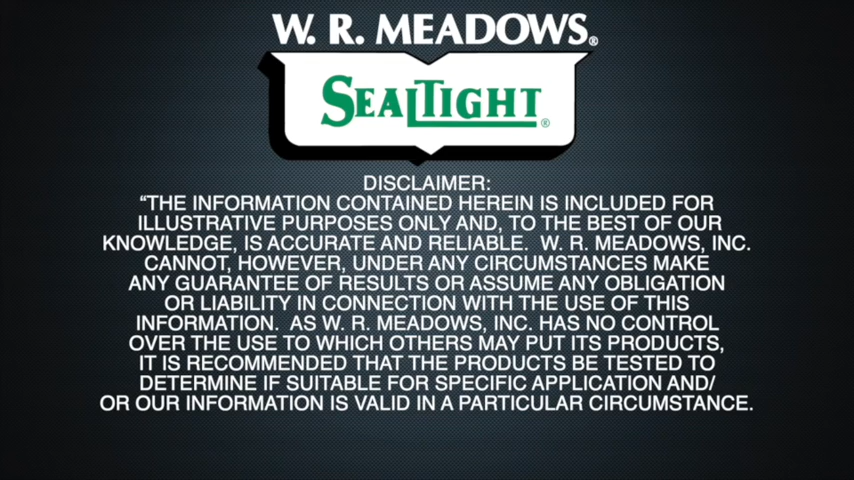 W. R. MEADOWS®
SEALTIGHT®
DISCLAIMER:
“THE INFORMATION CONTAINED HEREIN IS INCLUDED FOR
ILLUSTRATIVE PURPOSES ONLY AND, TO THE BEST OF OUR
KNOWLEDGE, IS ACCURATE AND RELIABLE. W. R. MEADOWS, INC.
CANNOT, HOWEVER, UNDER ANY CIRCUMSTANCES MAKE
ANY GUARANTEE OF RESULTS OR ASSUME ANY OBLIGATION
OR LIABILITY IN CONNECTION WITH THE USE OF THIS
INFORMATION. AS W. R. MEADOWS, INC. HAS NO CONTROL
OVER THE USE TO WHICH OTHERS MAY PUT ITS PRODUCTS,
IT IS RECOMMENDED THAT THE PRODUCTS BE TESTED TO
DETERMINE IF SUITABLE FOR SPECIFIC APPLICATION AND/
OR OUR INFORMATION IS VALID IN A PARTICULAR CIRCUMSTANCE.